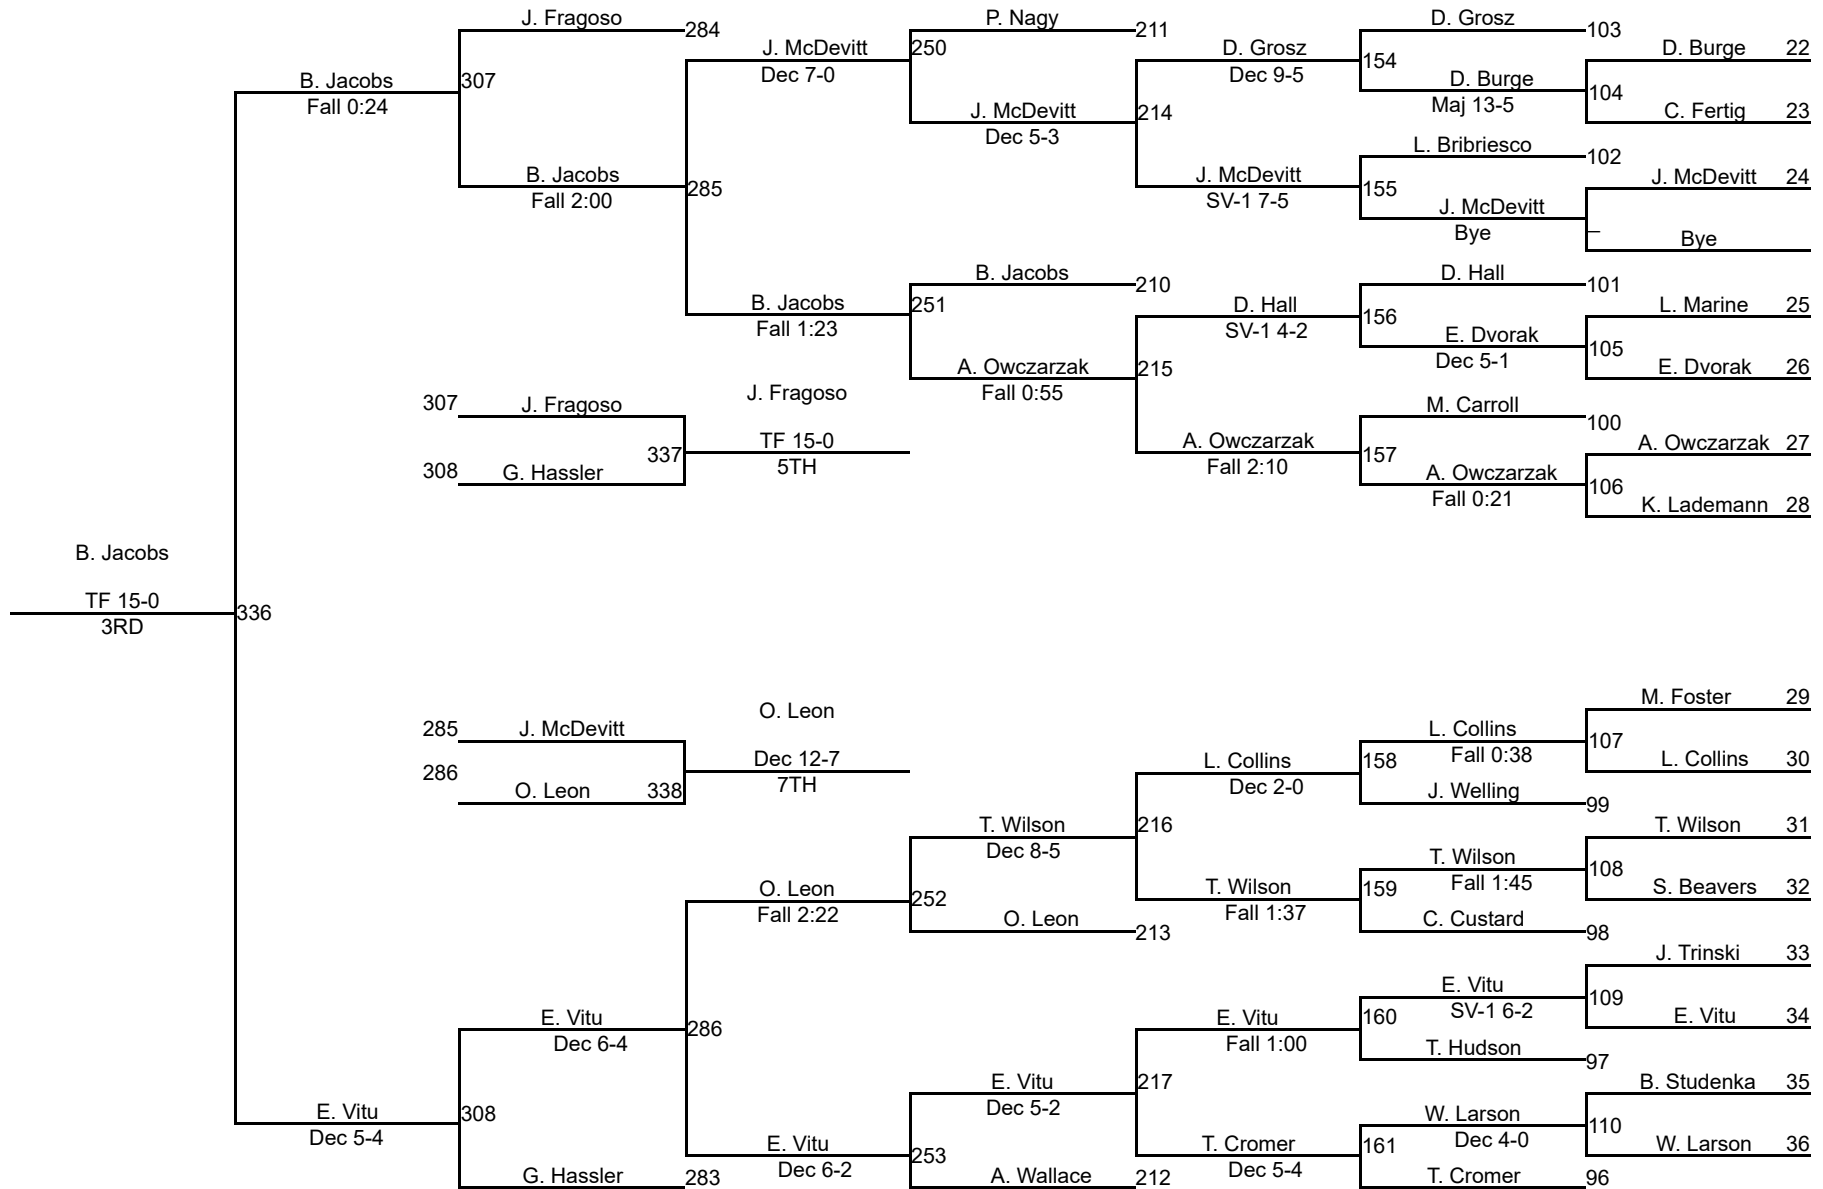 J. Fragoso 284
P. Nagy 211
D. Grosz 103
J. McDevitt 250
Dec 7-0
D. Grosz 154
Dec 9-5
D. Burge 22
B. Jacobs 307
Fall 0:24
D. Burge 104
Maj 13-5
J. McDevitt 214
Dec 5-3
C. Fertig 23
L. Bribriesco 102
B. Jacobs 285
Fall 2:00
J. McDevitt 155
SV-1 7-5
J. McDevitt 24
J. McDevitt
Bye
–
Bye
B. Jacobs 210
D. Hall 101
B. Jacobs 251
Fall 1:23
D. Hall 156
SV-1 4-2
L. Marine 25
E. Dvorak 105
Dec 5-1
A. Owczarzak 215
Fall 0:55
E. Dvorak 26
307 J. Fragoso
J. Fragoso
M. Carroll 100
337
TF 15-0
5TH
A. Owczarzak 157
Fall 2:10
A. Owczarzak 27
308 G. Hassler
A. Owczarzak 106
Fall 0:21
K. Lademann 28
B. Jacobs
TF 15-0
3RD
336
M. Foster 29
285 J. McDevitt
O. Leon
L. Collins 107
Fall 0:38
286
Dec 12-7
7TH
L. Collins 158
Dec 2-0
L. Collins 30
O. Leon 338
J. Welling 99
T. Wilson 216
Dec 8-5
T. Wilson 31
T. Wilson 108
Fall 1:45
O. Leon 252
Fall 2:22
T. Wilson 159
Fall 1:37
S. Beavers 32
O. Leon 213
C. Custard 98
J. Trinski 33
E. Vitu 109
SV-1 6-2
E. Vitu 286
Dec 6-4
E. Vitu 160
Fall 1:00
E. Vitu 34
T. Hudson 97
E. Vitu 217
Dec 5-2
B. Studenka 35
E. Vitu 308
Dec 5-4
W. Larson 110
Dec 4-0
E. Vitu 253
Dec 6-2
T. Cromer 161
Dec 5-4
W. Larson 36
G. Hassler 283
A. Wallace 212
T. Cromer 96